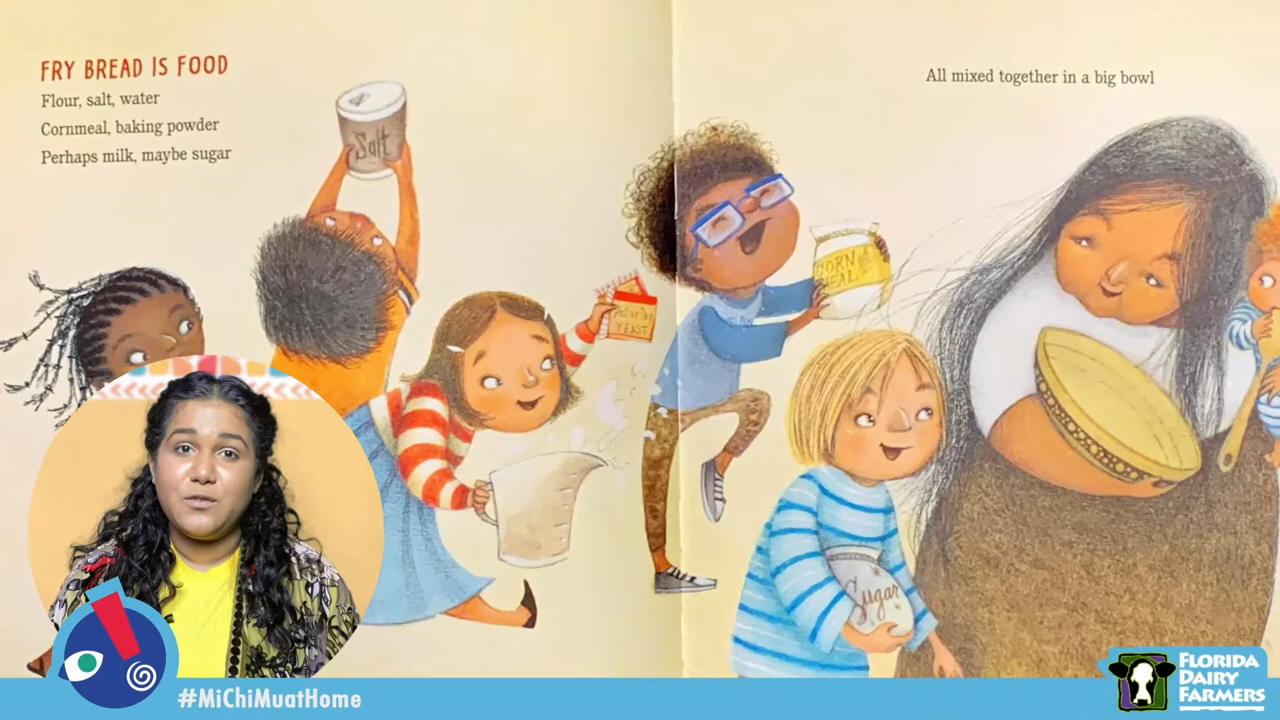 FRY BREAD IS FOOD
Flour, salt, water
Cornmeal, baking powder
Perhaps milk, maybe sugar
All mixed together in a big bowl
Salt
YEAST
CORN
MEAL
Sugar
#MiChiMuatHome
FLORIDA
DAIRY
FARMERS